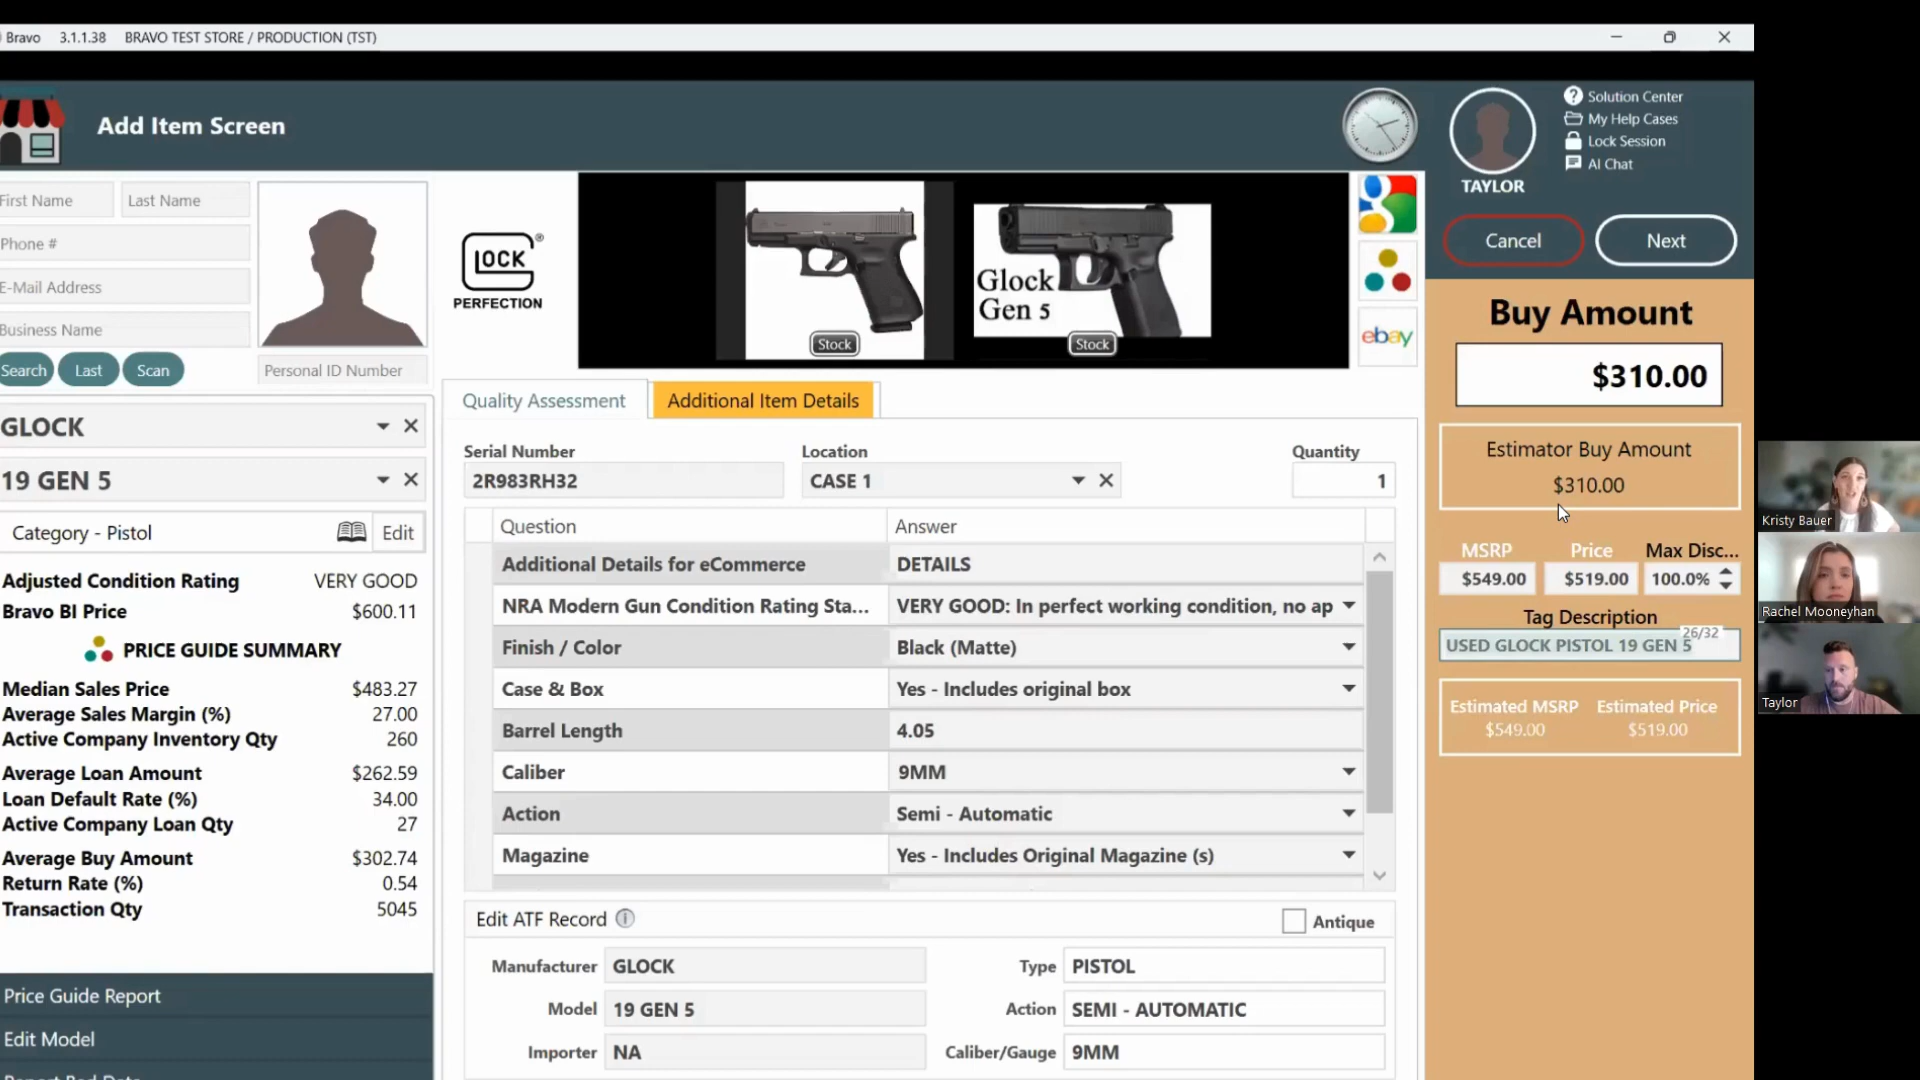 Bravo 3.1.1.38 BRAVO TEST STORE / PRODUCTION (TST)
Add Item Screen
Solution Center
My Help Cases
Lock Session
AI Chat
TAYLOR
Cancel
Next
First Name
Last Name
Phone #
E-Mail Address
Business Name
Search
Last
Scan
Personal ID Number
GLOCK
PERFECTION
Stock
Glock
Gen 5
Stock
ebay
GLOCK
19 GEN 5
Category - Pistol
Edit
Adjusted Condition Rating VERY GOOD
Bravo BI Price $600.11
PRICE GUIDE SUMMARY
Median Sales Price $483.27
Average Sales Margin (%) 27.00
Active Company Inventory Qty 260
Average Loan Amount $262.59
Loan Default Rate (%) 34.00
Active Company Loan Qty 27
Average Buy Amount $302.74
Return Rate (%) 0.54
Transaction Qty 5045
Price Guide Report
Edit Model
Quality Assessment
Additional Item Details
Serial Number
2R983RH32
Location
CASE 1
Quantity
1
Question Answer
Additional Details for eCommerce DETAILS
NRA Modern Gun Condition Rating Sta... VERY GOOD: In perfect working condition, no ap
Finish / Color Black (Matte)
Case & Box Yes - Includes original box
Barrel Length 4.05
Caliber 9MM
Action Semi - Automatic
Magazine Yes - Includes Original Magazine (s)
Edit ATF Record
Antique
Manufacturer GLOCK
Type PISTOL
Model 19 GEN 5
Action SEMI - AUTOMATIC
Importer NA
Caliber/Gauge 9MM
Buy Amount
$310.00
Estimator Buy Amount
$310.00
MSRP Price Max Disc...
$549.00 $519.00 100.0%
Tag Description
26/32
USED GLOCK PISTOL 19 GEN 5
Estimated MSRP Estimated Price
$549.00 $519.00
Kristy Bauer
Rachel Mooneyhan
Taylor